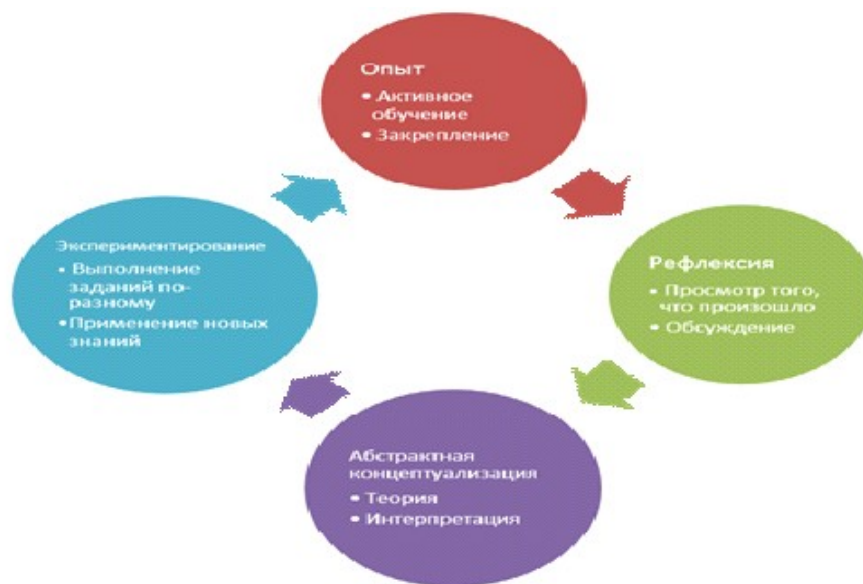 Опыт
• Активное
обучение
• Закрепление
Рефлексия
• Просмотр того,
что произошло
• Обсуждение
Абстрактная
концептуализация
• Теория
• Интерпретация
Экспериментирование
• Выполнение
заданий по-
разному
•Применение новых
знаний